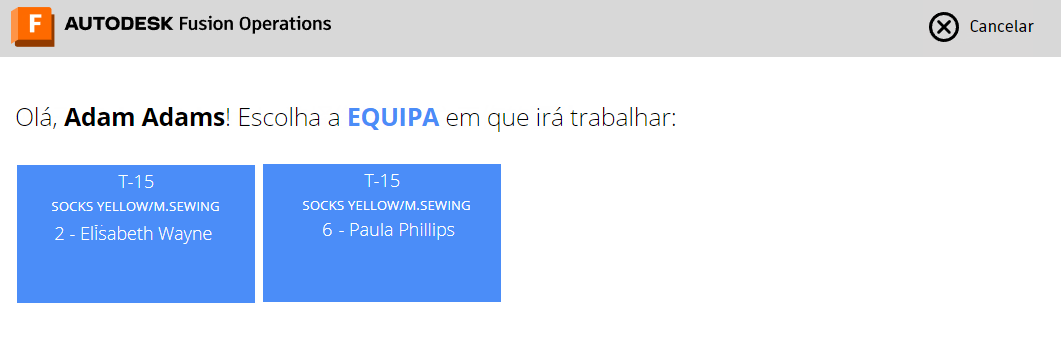 F AUTODESK Fusion Operations
Cancelar
Olá, Adam Adams! Escolha a EQUIPA em que irá trabalhar:
T-15
SOCKS YELLOW/M.SEWING
2 - Elisabeth Wayne
T-15
SOCKS YELLOW/M.SEWING
6 - Paula Phillips